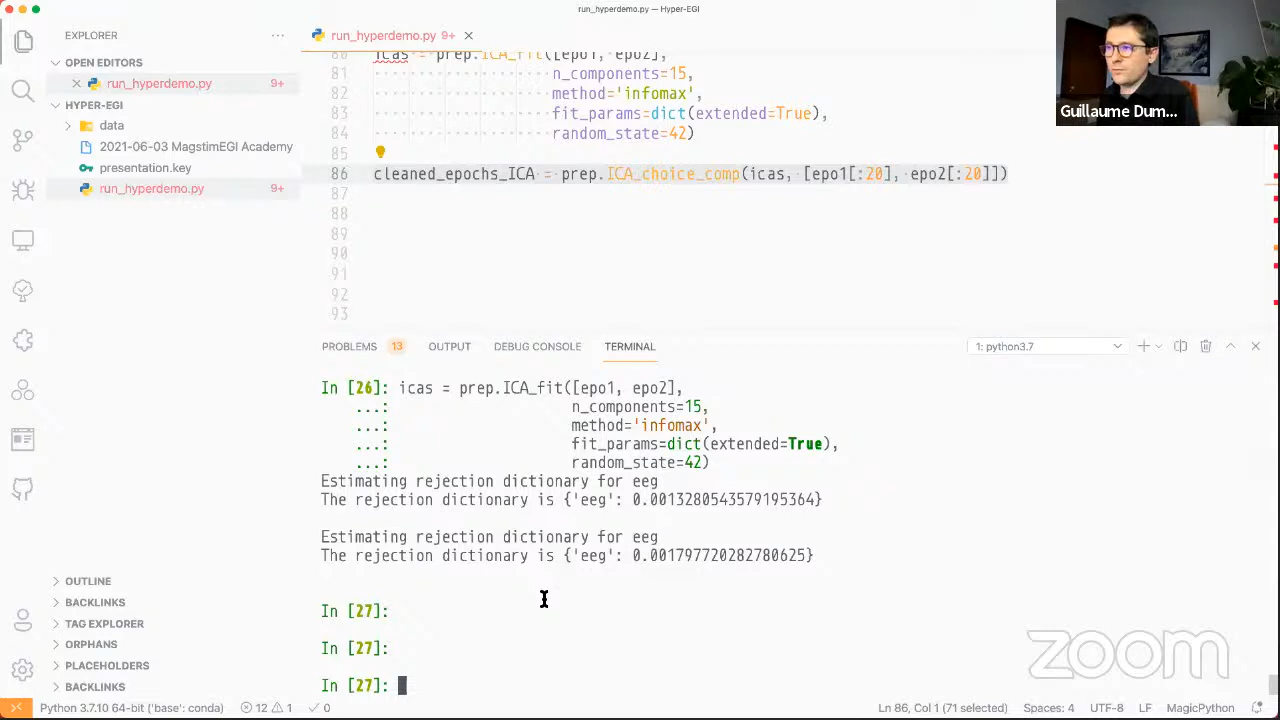 run_hyperdemo.py — Hyper-EGI
EXPLORER
run_hyperdemo.py 9+
OPEN EDITORS
run_hyperdemo.py 9+
HYPER-EGI
data
2021-06-03 MagstimEGI Academy
presentation.key
run_hyperdemo.py 9+
80 icas = prep.ICA_fit([epo1, epo2],
81 n_components=15,
82 method='infomax',
83 fit_params=dict(extended=True),
84 random_state=42)
85
86 cleaned_epochs_ICA = prep.ICA_choice_comp(icas, [epo1[:20], epo2[:20]])
87
88
89
90
91
92
93
Guillaume Dum...
PROBLEMS 13 OUTPUT DEBUG CONSOLE TERMINAL 1: python3.7
In [26]: icas = prep.ICA_fit([epo1, epo2],
...: n_components=15,
...: method='infomax',
...: fit_params=dict(extended=True),
...: random_state=42)
Estimating rejection dictionary for eeg
The rejection dictionary is {'eeg': 0.0013280543579195364}
Estimating rejection dictionary for eeg
The rejection dictionary is {'eeg': 0.001797720282780625}
In [27]:
In [27]:
In [27]:
OUTLINE
BACKLINKS
TAG EXPLORER
ORPHANS
PLACEHOLDERS
BACKLINKS
zoom
Python 3.7.10 64-bit ('base': conda) 12 1 0 Ln 86, Col 1 (71 selected) Spaces: 4 UTF-8 LF MagicPython